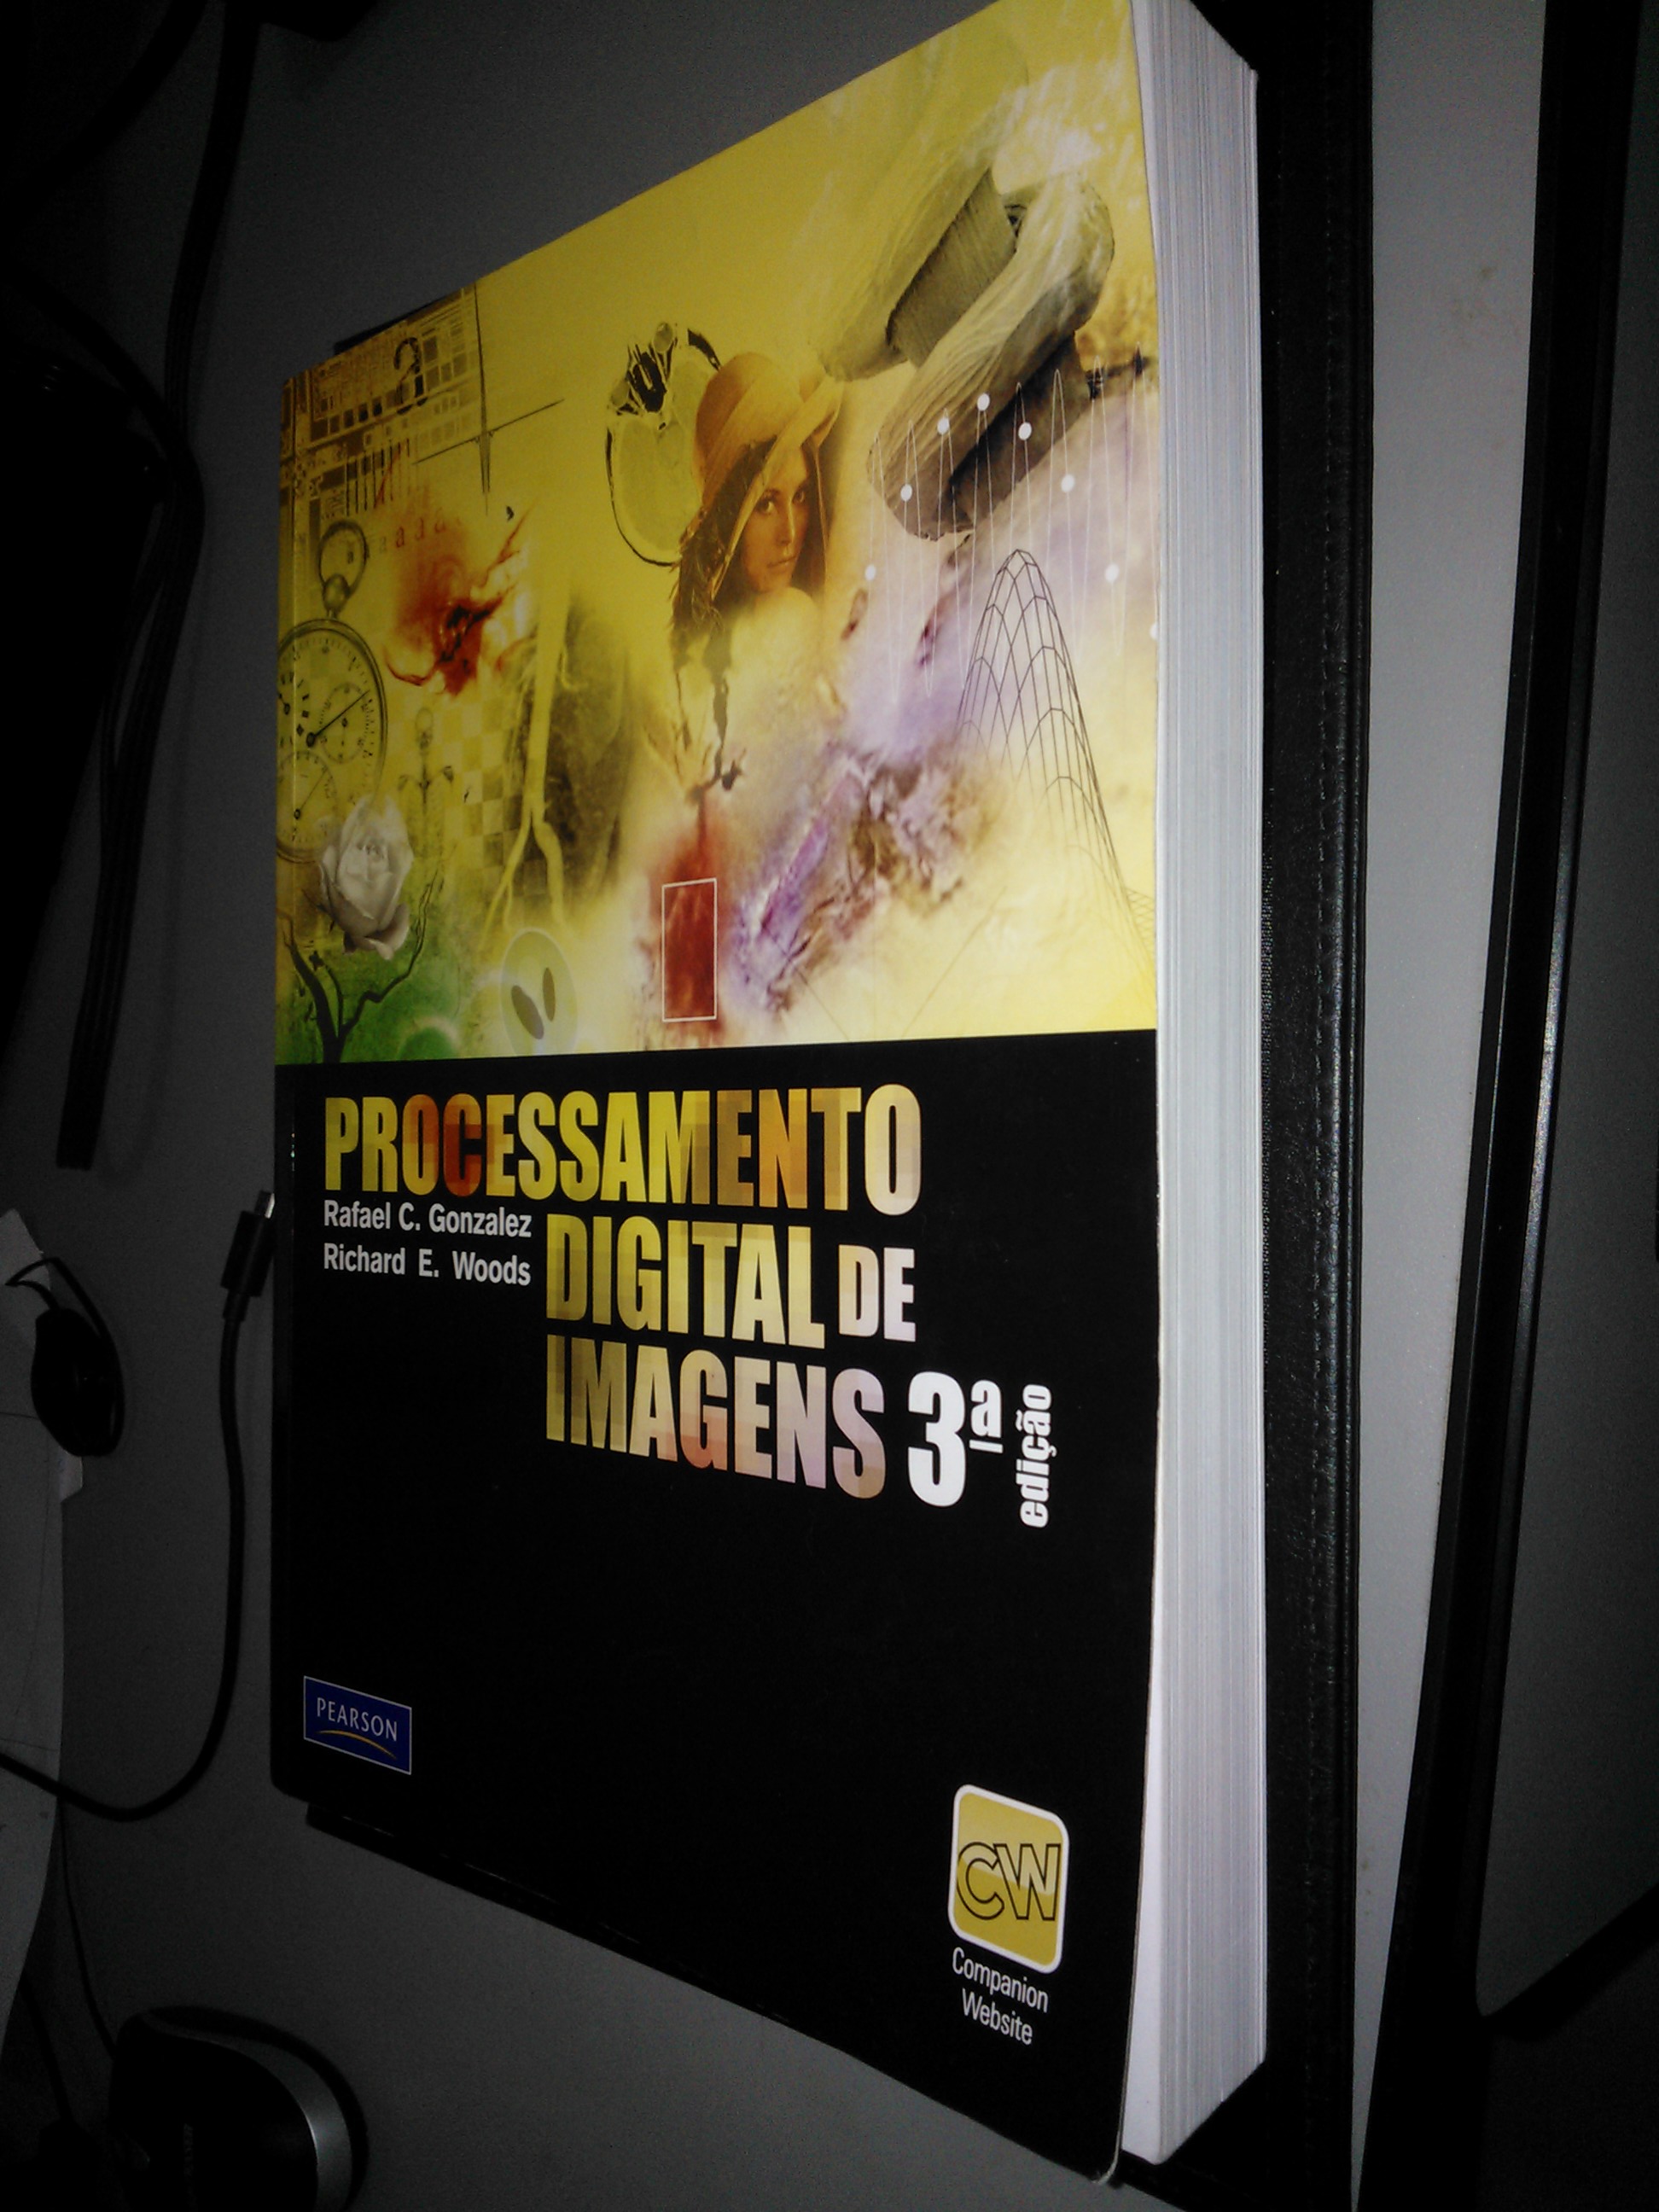 a
a a a a
PROCESSAMENTO
Rafael C. Gonzalez
Richard E. Woods
DIGITAL DE
IMAGENS 3ª
edição
PEARSON
CW
Companion
Website